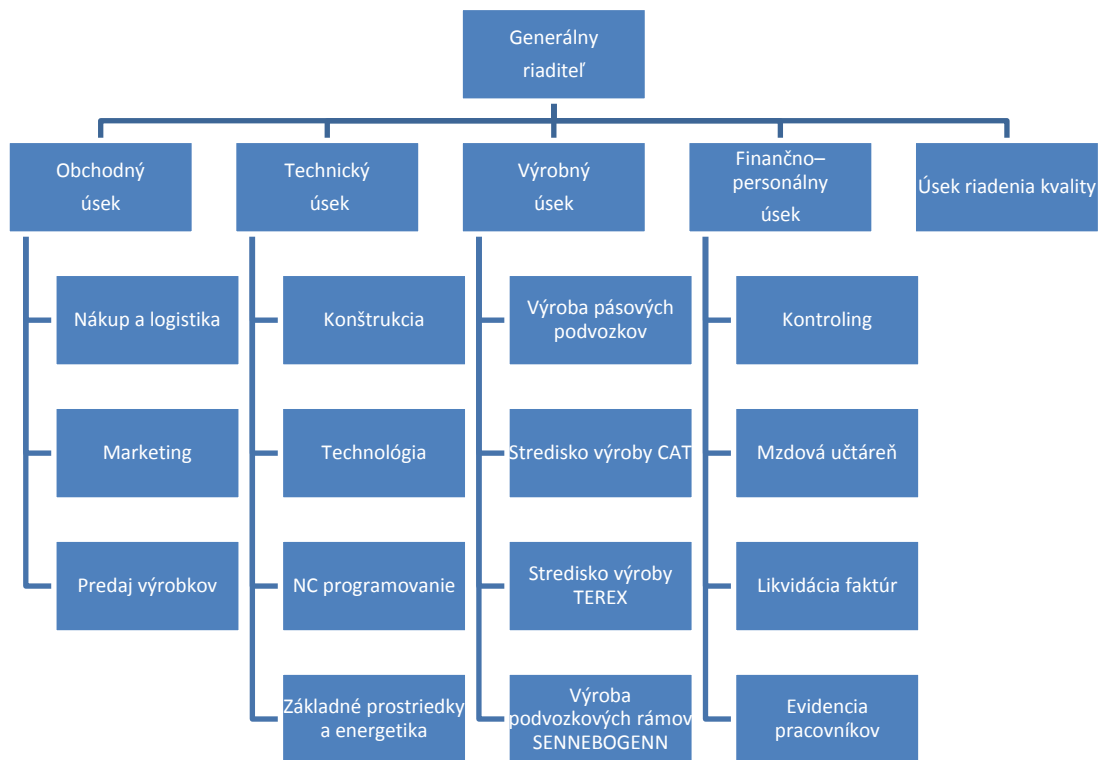 Generálny
riaditeľ
Obchodný
úsek
Technický
úsek
Výrobný
úsek
Finančno–
personálny
úsek
Úsek riadenia kvality
Nákup a logistika
Konštrukcia
Výroba pásových
podvozkov
Kontroling
Marketing
Technológia
Stredisko výroby CAT
Mzdová učtáreň
Predaj výrobkov
NC programovanie
Stredisko výroby
TEREX
Likvidácia faktúr
Základné prostriedky
a energetika
Výroba
podvozkových rámov
SENNEBOGENN
Evidencia
pracovníkov